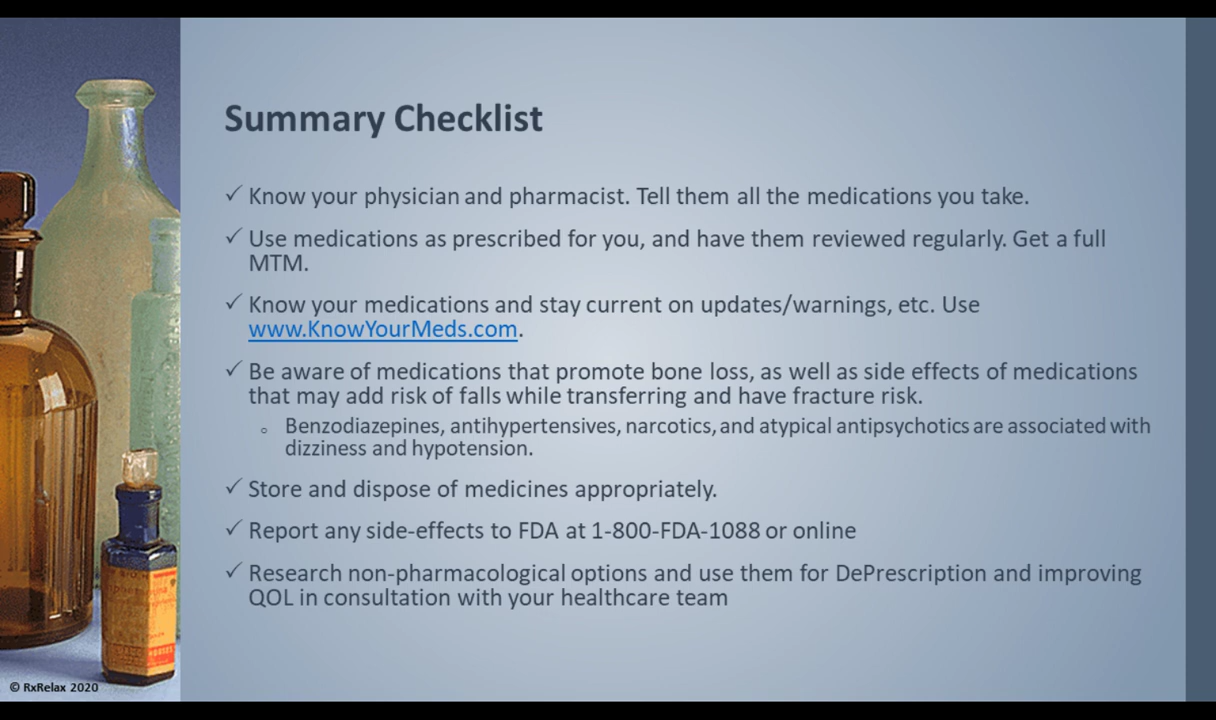 Summary Checklist
✓ Know your physician and pharmacist. Tell them all the medications you take.
✓ Use medications as prescribed for you, and have them reviewed regularly. Get a full
MTM.
✓ Know your medications and stay current on updates/warnings, etc. Use
www.KnowYourMeds.com.
✓ Be aware of medications that promote bone loss, as well as side effects of medications
that may add risk of falls while transferring and have fracture risk.
◦ Benzodiazepines, antihypertensives, narcotics, and atypical antipsychotics are associated with
dizziness and hypotension.
✓ Store and dispose of medicines appropriately.
✓ Report any side-effects to FDA at 1-800-FDA-1088 or online
✓ Research non-pharmacological options and use them for DePrescription and improving
QOL in consultation with your healthcare team
© RxRelax 2020